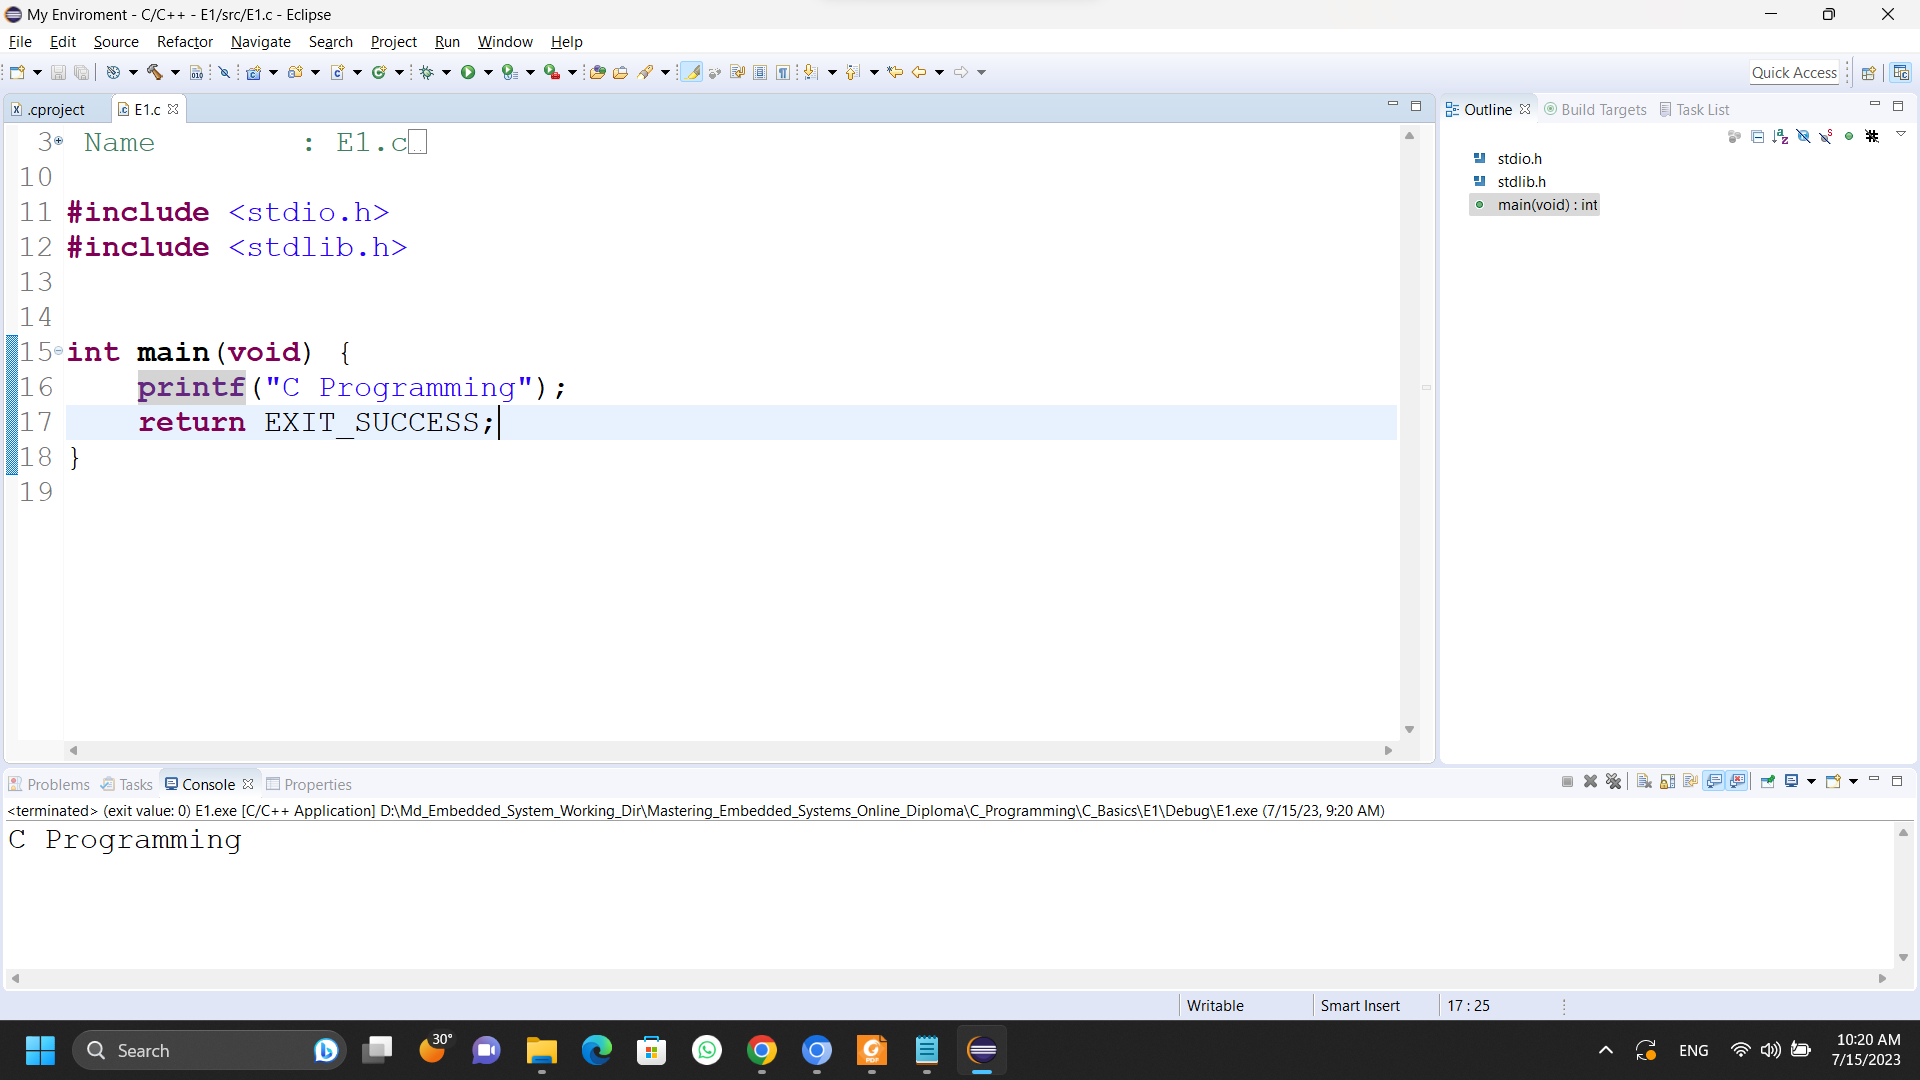 My Enviroment - C/C++ - E1/src/E1.c - Eclipse
File Edit Source Refactor Navigate Search Project Run Window Help
Quick Access
.cproject E1.c
3 Name : E1.c
10
11 #include <stdio.h>
12 #include <stdlib.h>
13
14
15 int main(void) {
16 printf("C Programming");
17 return EXIT_SUCCESS;
18 }
19
Outline Build Targets Task List
stdio.h
stdlib.h
main(void) : int
Problems Tasks Console Properties
<terminated> (exit value: 0) E1.exe [C/C++ Application] D:\Md_Embedded_System_Working_Dir\Mastering_Embedded_Systems_Online_Diploma\C_Programming\C_Basics\E1\Debug\E1.exe (7/15/23, 9:20 AM)
C Programming
Writable Smart Insert 17 : 25
Search 30° ENG 10:20 AM
7/15/2023